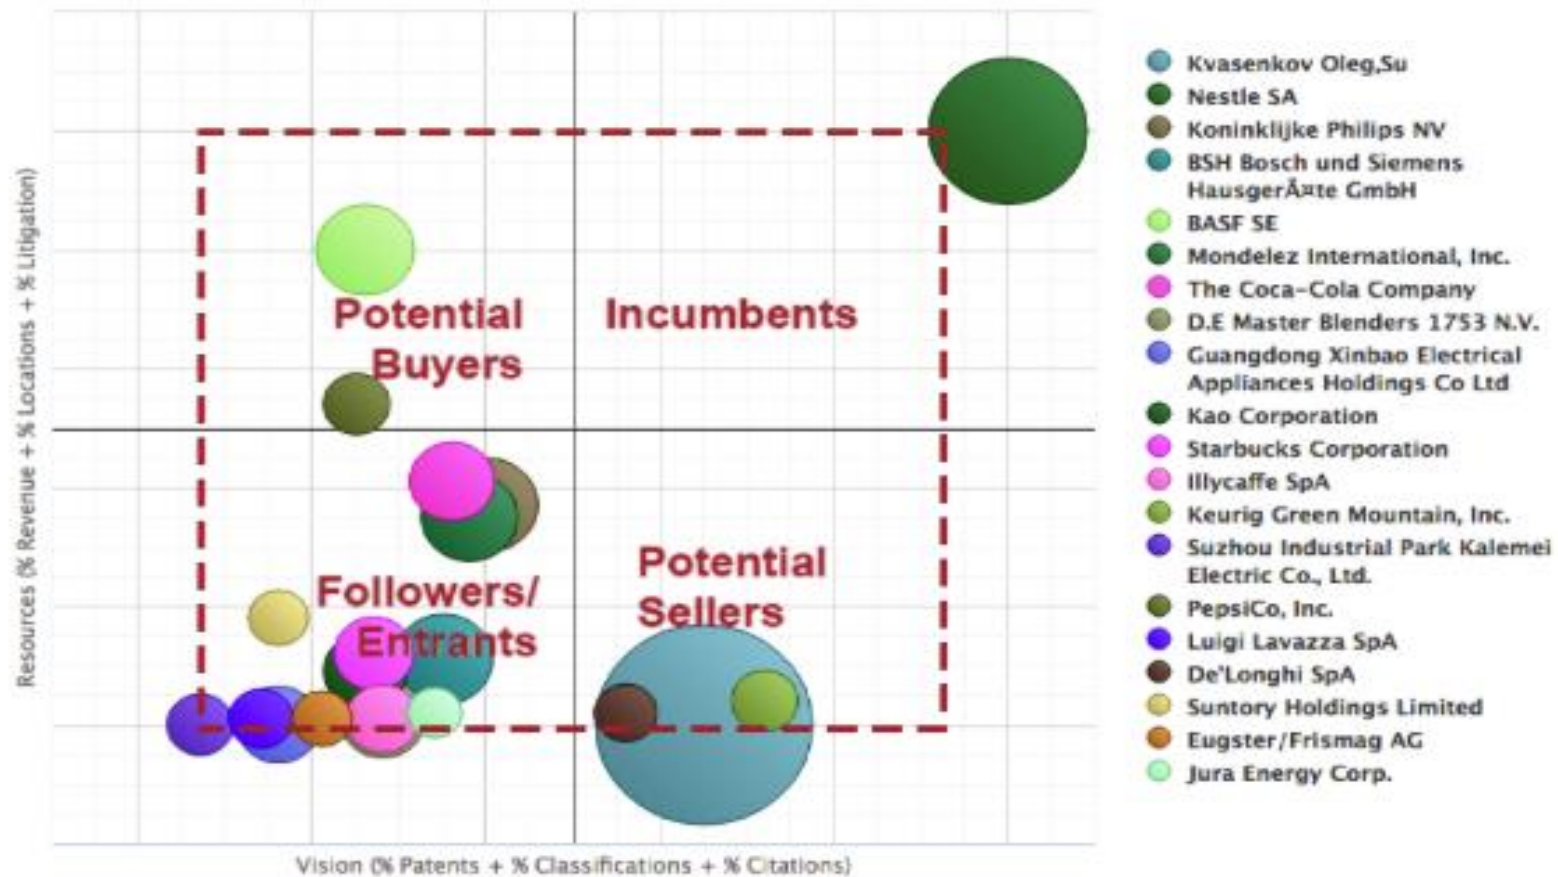 Resources (% Revenue + % Locations + % Litigation)
Potential
Buyers
Incumbents
Followers/
Entrants
Potential
Sellers
Vision (% Patents + % Classifications + % Citations)
Kvasenkov Oleg,Su
Nestle SA
Koninklijke Philips NV
BSH Bosch und Siemens
HausgerÃ¤te GmbH
BASF SE
Mondelez International, Inc.
The Coca-Cola Company
D.E Master Blenders 1753 N.V.
Guangdong Xinbao Electrical
Appliances Holdings Co Ltd
Kao Corporation
Starbucks Corporation
Illycaffe SpA
Keurig Green Mountain, Inc.
Suzhou Industrial Park Kalemei
Electric Co., Ltd.
PepsiCo, Inc.
Luigi Lavazza SpA
De'Longhi SpA
Suntory Holdings Limited
Eugster/Frismag AG
Jura Energy Corp.